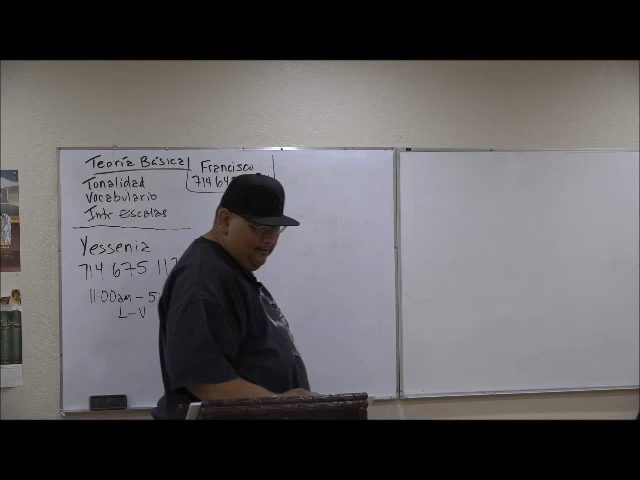 Teoría Básica
Tonalidad
Vocabulario
Intr Escalas
Francisco
714 64
Yessenia
714 675 11
11:00am - 5
L-V